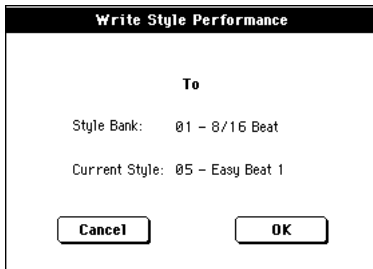 Write Style Performance
To
Style Bank: 01 - 8/16 Beat
Current Style: 05 - Easy Beat 1
Cancel OK